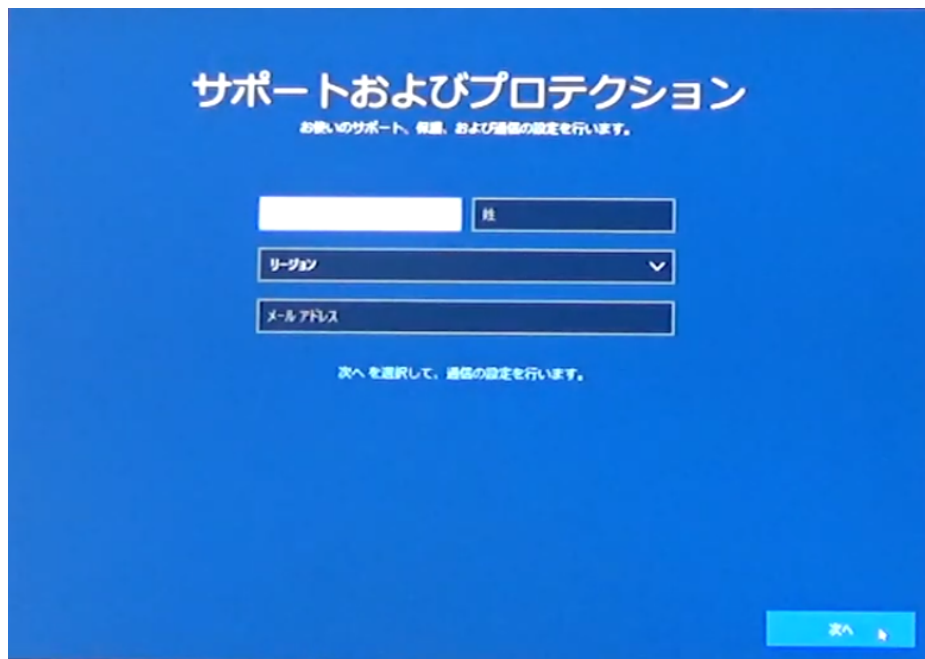 サポートおよびプロテクション
お使いのサポート、保護、および通信の設定を行います。
姓
リージョン
メール アドレス
次へ を選択して、通信の設定を行います。
次へ